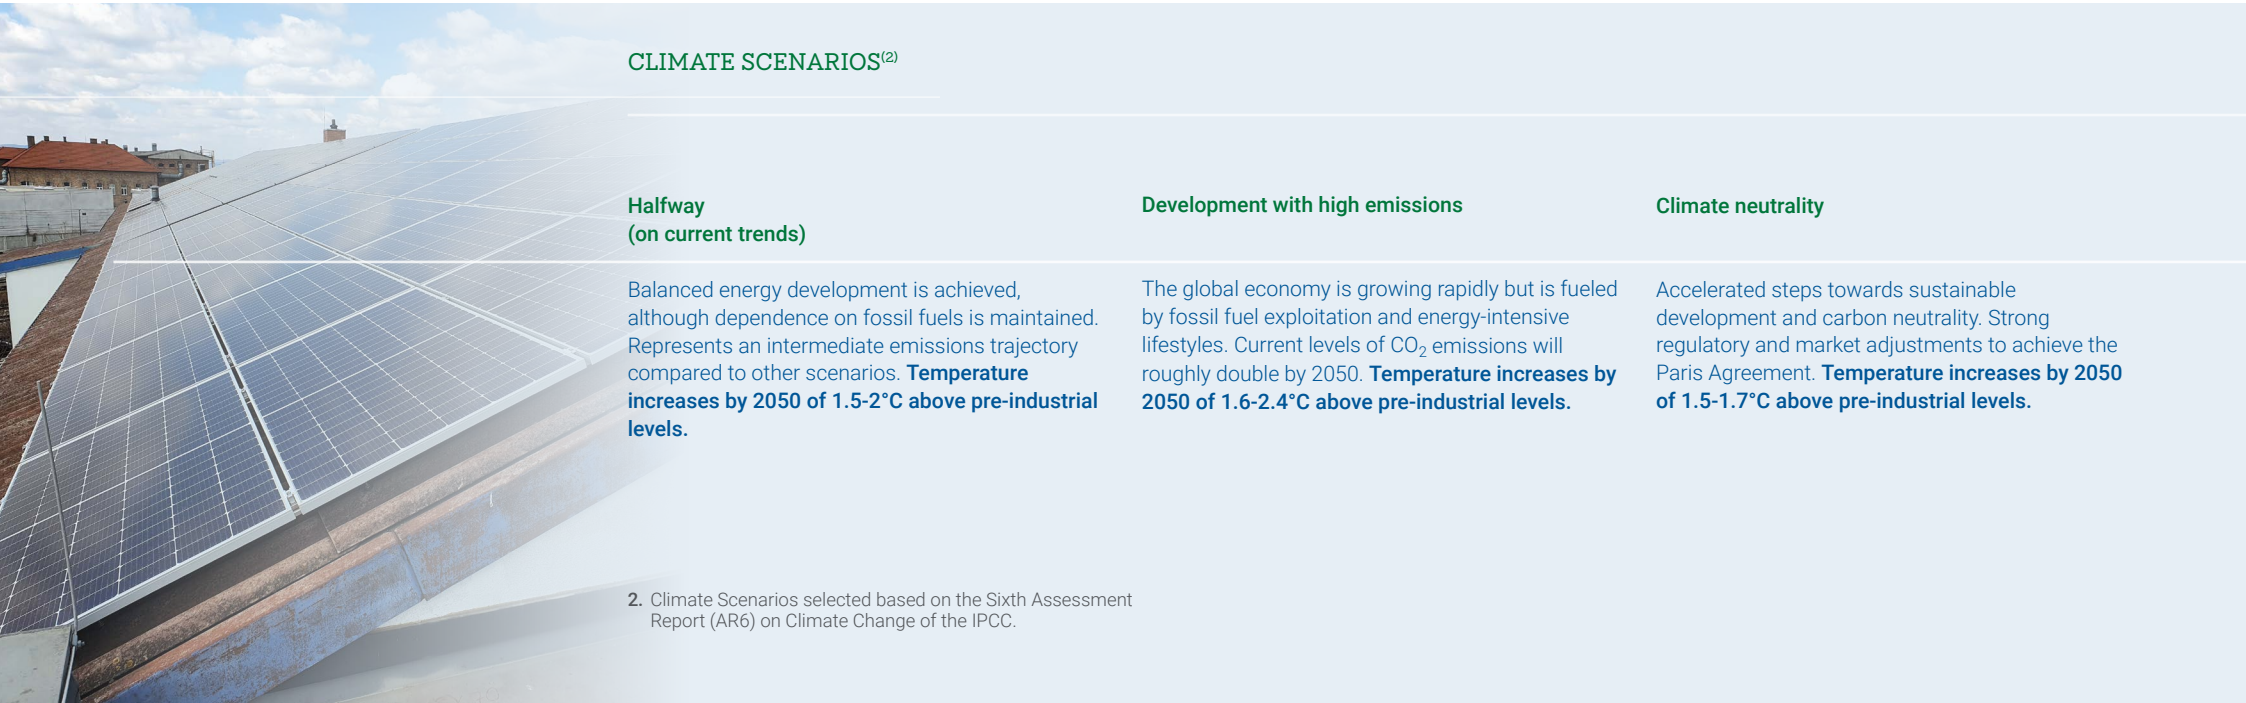 CLIMATE SCENARIOS(2)
Halfway
(on current trends)
Balanced energy development is achieved,
although dependence on fossil fuels is maintained.
Represents an intermediate emissions trajectory
compared to other scenarios. Temperature
increases by 2050 of 1.5-2°C above pre-industrial
levels.
Development with high emissions
The global economy is growing rapidly but is fueled
by fossil fuel exploitation and energy-intensive
lifestyles. Current levels of CO2 emissions will
roughly double by 2050. Temperature increases by
2050 of 1.6-2.4°C above pre-industrial levels.
Climate neutrality
Accelerated steps towards sustainable
development and carbon neutrality. Strong
regulatory and market adjustments to achieve the
Paris Agreement. Temperature increases by 2050
of 1.5-1.7°C above pre-industrial levels.
2. Climate Scenarios selected based on the Sixth Assessment
Report (AR6) on Climate Change of the IPCC.